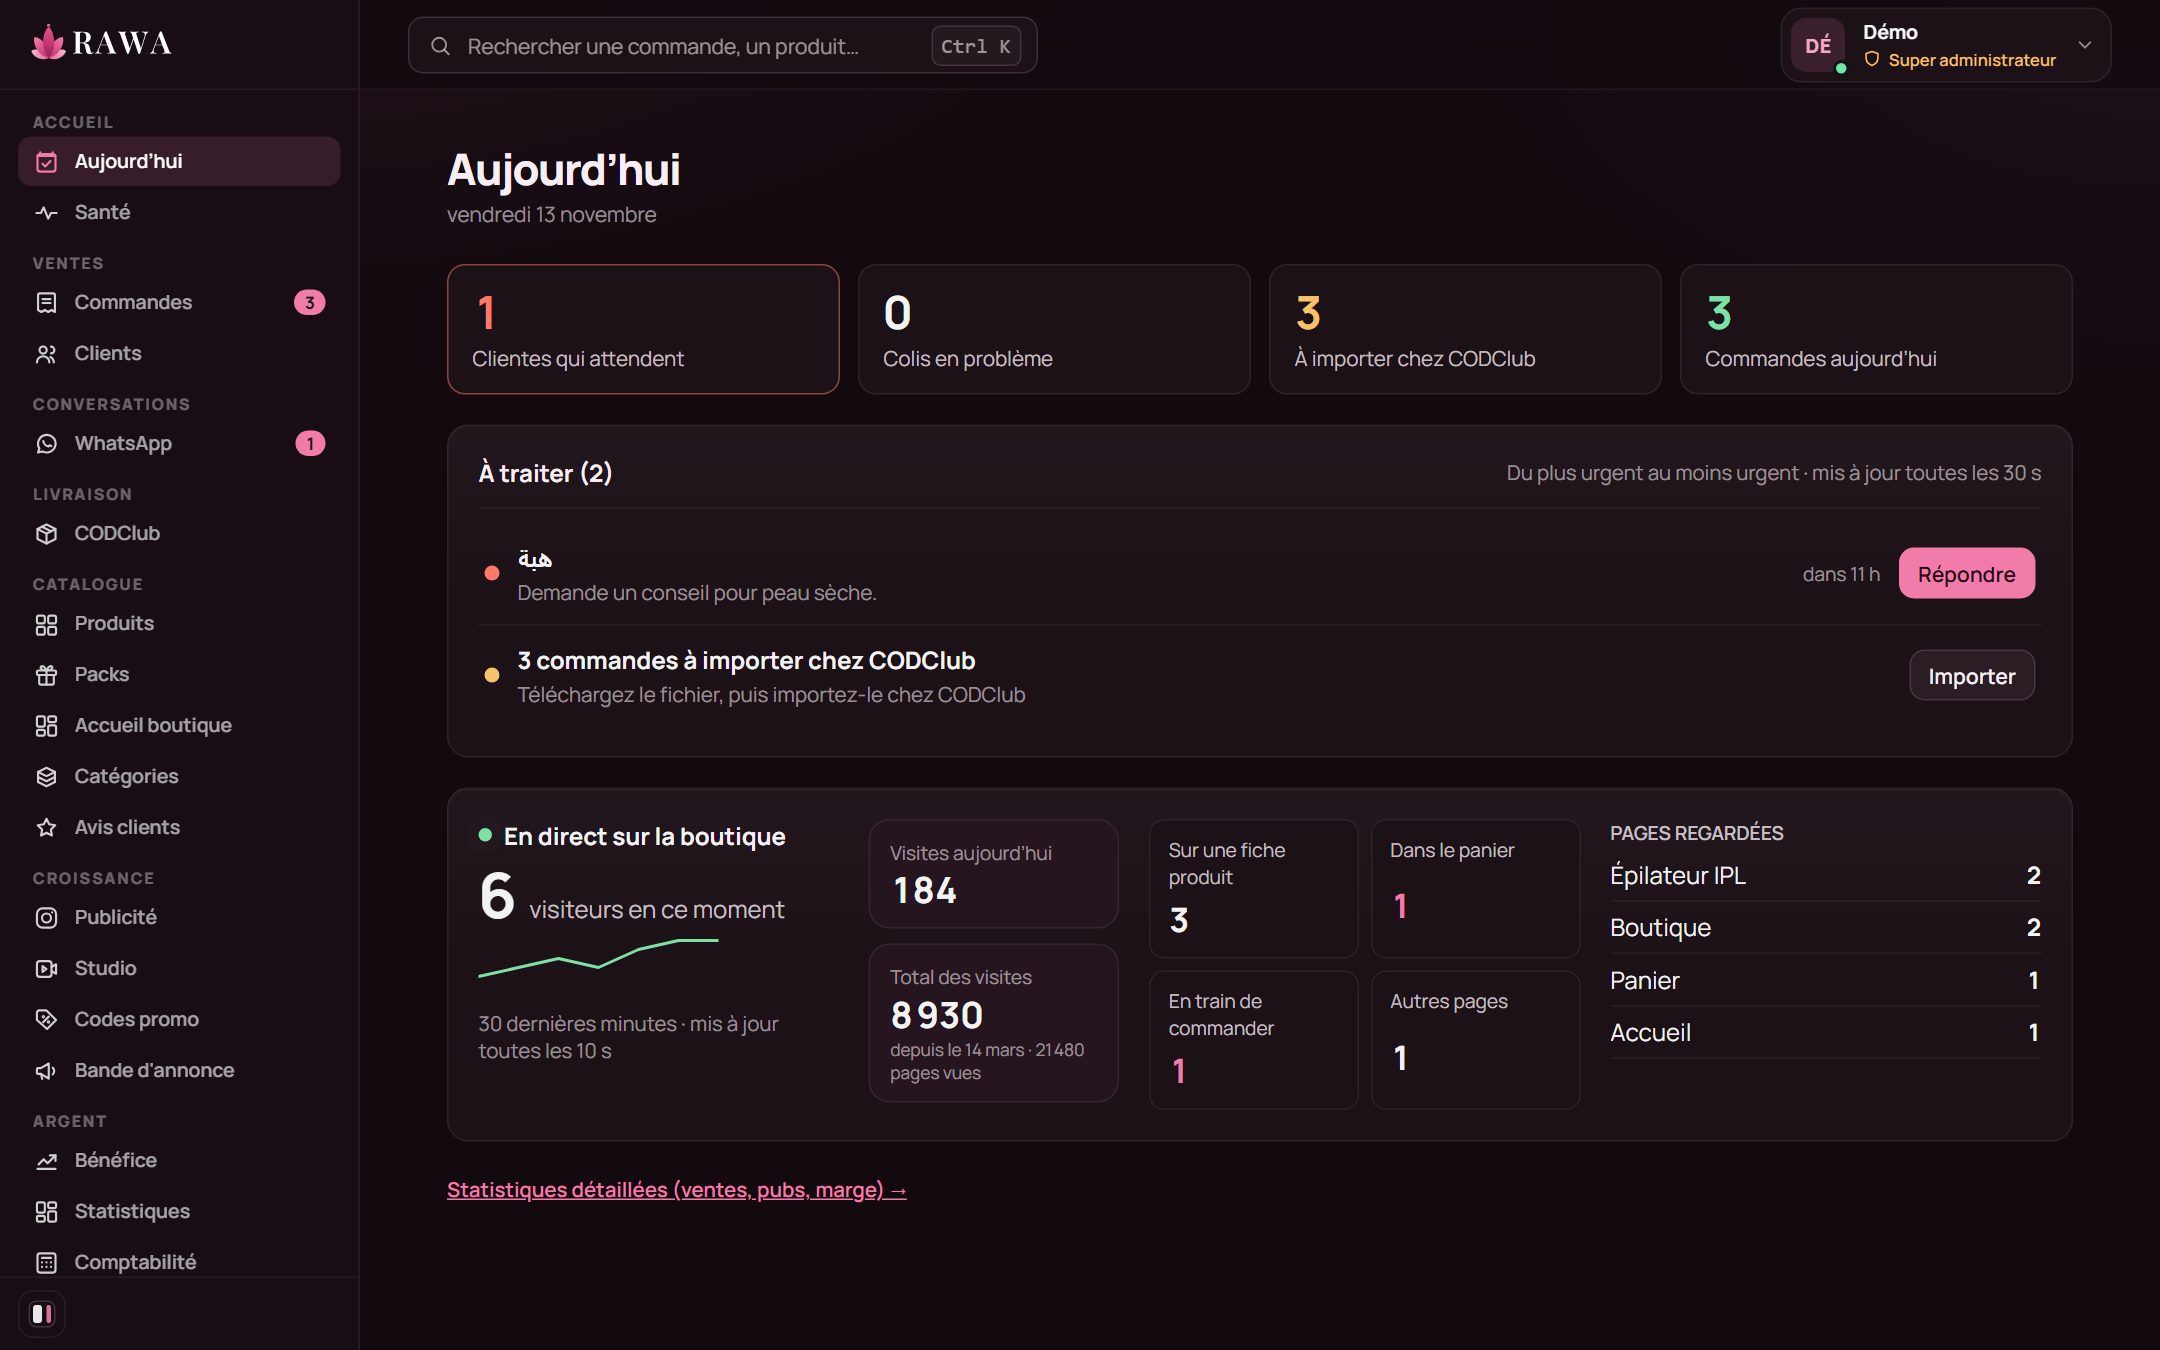 RAWA
Rechercher une commande, un produit...
Ctrl K
DÉ
Démo
Super administrateur
ACCUEIL
Aujourd’hui
Santé
VENTES
Commandes
3
Clients
CONVERSATIONS
WhatsApp
1
LIVRAISON
CODClub
CATALOGUE
Produits
Packs
Accueil boutique
Catégories
Avis clients
CROISSANCE
Publicité
Studio
Codes promo
Bande d'annonce
ARGENT
Bénéfice
Statistiques
Comptabilité
Aujourd’hui
vendredi 13 novembre
1
Clientes qui attendent
0
Colis en problème
3
À importer chez CODClub
3
Commandes aujourd’hui
À traiter (2)
Du plus urgent au moins urgent · mis à jour toutes les 30 s
هبة
Demande un conseil pour peau sèche.
dans 11 h
Répondre
3 commandes à importer chez CODClub
Téléchargez le fichier, puis importez-le chez CODClub
Importer
En direct sur la boutique
6 visiteurs en ce moment
30 dernières minutes · mis à jour
toutes les 10 s
Visites aujourd’hui
184
Total des visites
8 930
depuis le 14 mars · 21 480
pages vues
Sur une fiche
produit
3
Dans le panier
1
En train de
commander
1
Autres pages
1
PAGES REGARDÉES
Épilateur IPL 2
Boutique 2
Panier 1
Accueil 1
Statistiques détaillées (ventes, pubs, marge) →